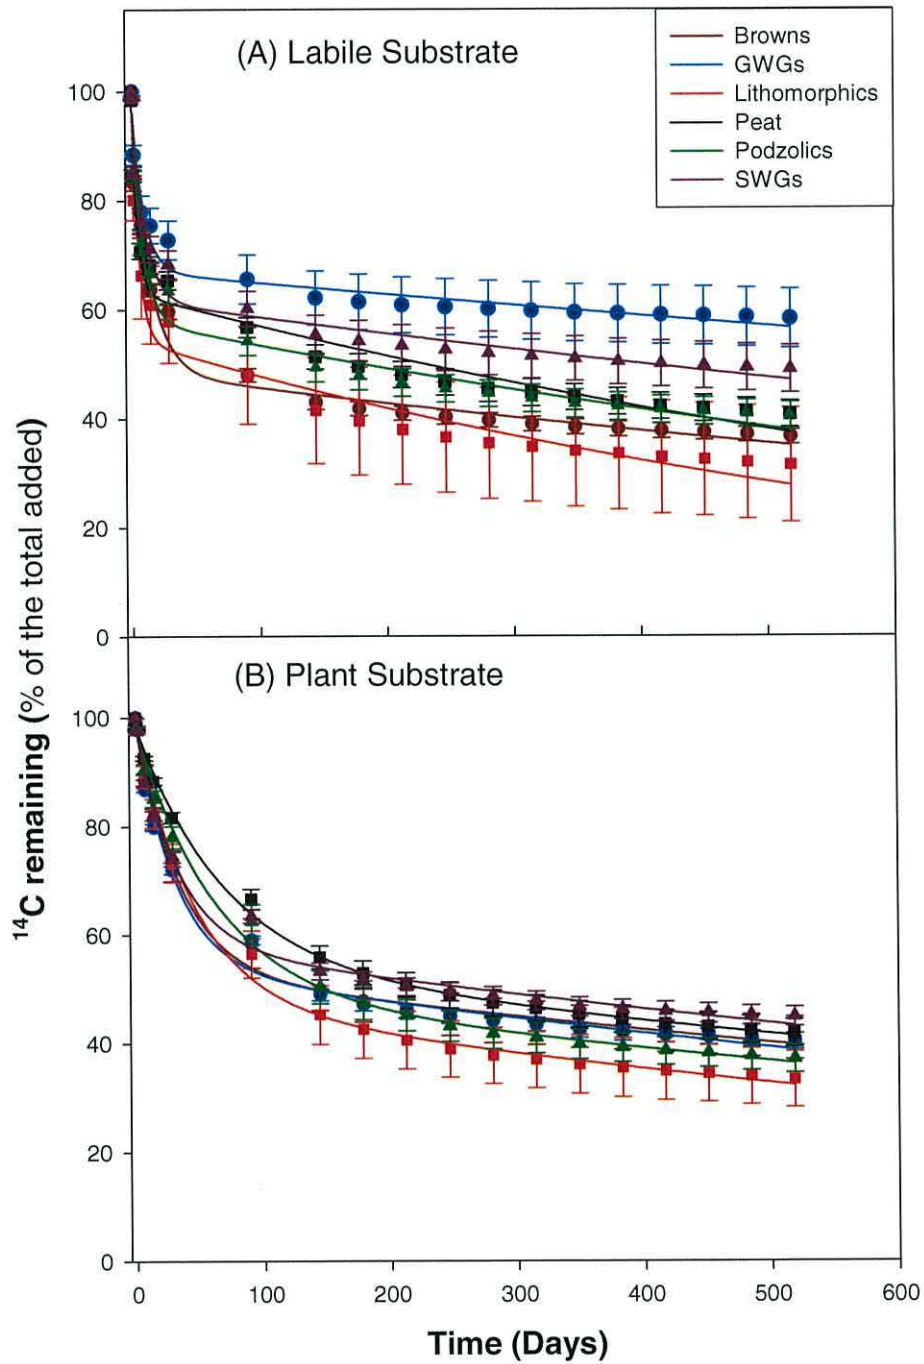 (A) Labile Substrate
Browns
GWGs
Lithomorphics
Peat
Podzolics
SWGs
100
80
60
40
20
0
(B) Plant Substrate
100
80
60
40
20
0
0 100 200 300 400 500 600
Time (Days)
¹⁴C remaining (% of the total added)